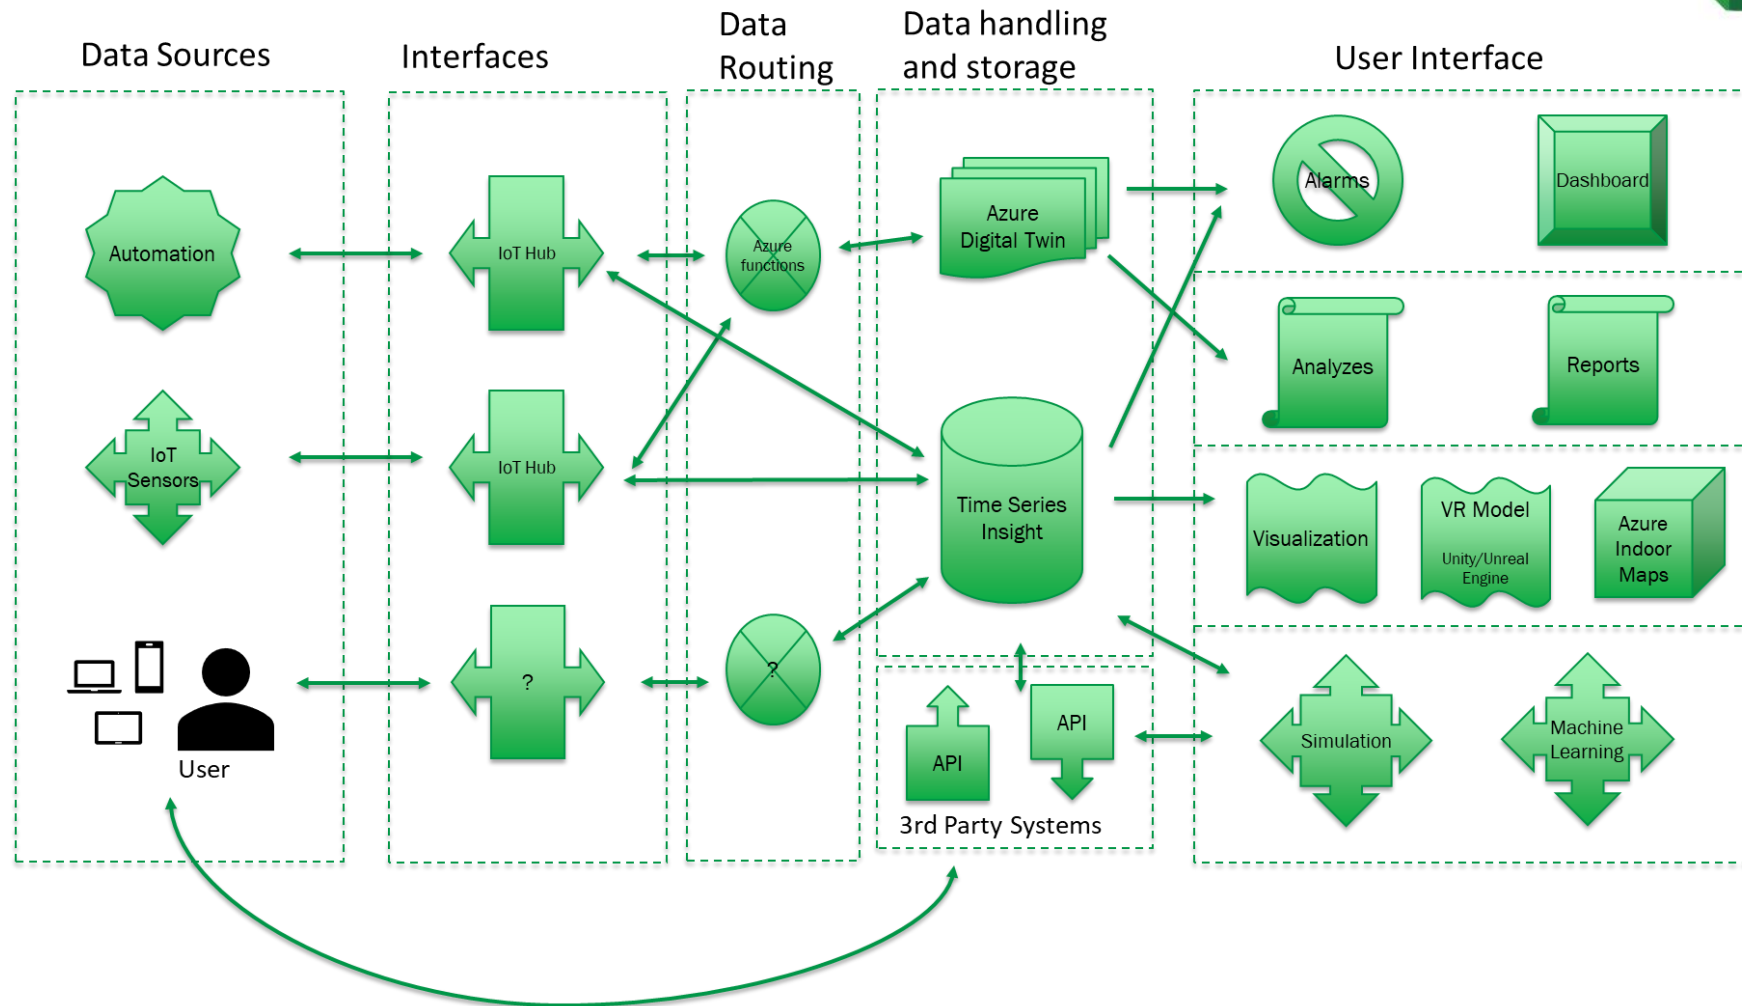 Data Sources
Interfaces
Data
Routing
Data handling
and storage
User Interface
Automation
IoT Hub
Azure
functions
Azure
Digital Twin
Alarms
Dashboard
Analyzes
Reports
IoT
Sensors
IoT Hub
Time Series
Insight
Visualization
VR Model
Unity/Unreal
Engine
Azure
Indoor
Maps
User
?
?
API
API
3rd Party Systems
Simulation
Machine
Learning